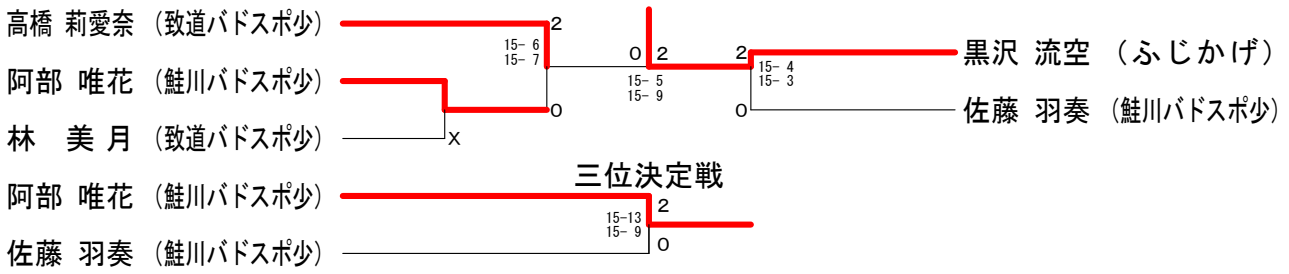 高橋 莉愛奈 (致道バドスポ少)
2
15- 6
15- 7
0 2
2
黒沢 流空 (ふじかげ)
阿部 唯花 (鮭川バドスポ少)
15- 5
15- 9
15- 4
15- 3
0
0
佐藤 羽奏 (鮭川バドスポ少)
林 美月 (致道バドスポ少)
X
三位決定戦
阿部 唯花 (鮭川バドスポ少)
2
15-13
15- 9
0
佐藤 羽奏 (鮭川バドスポ少)